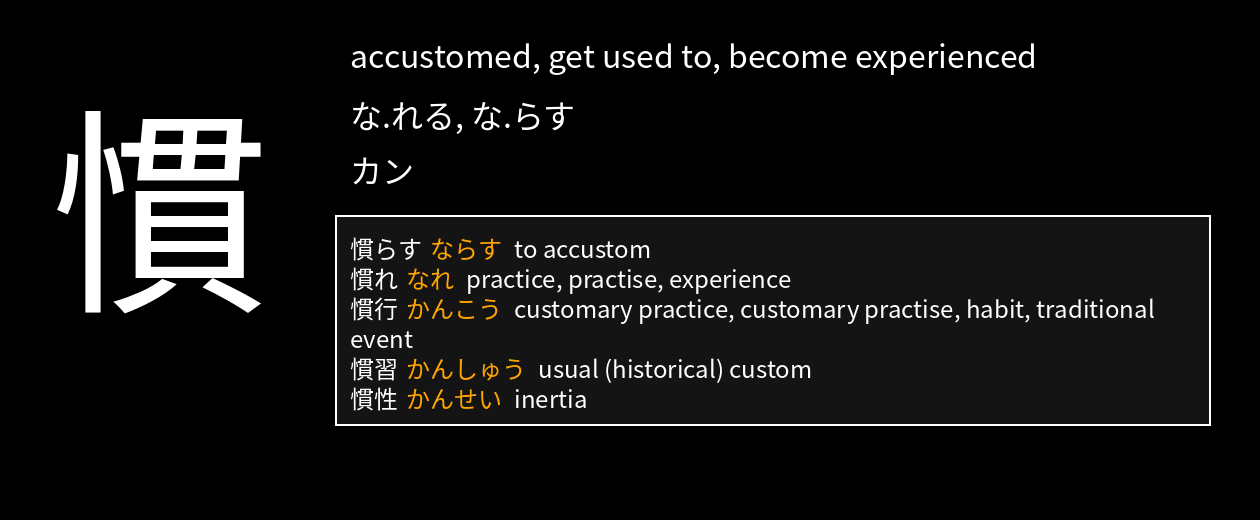 慣
accustomed, get used to, become experienced
な.れる, な.らす
カン
慣らす ならす to accustom
慣れ なれ practice, practise, experience
慣行 かんこう customary practice, customary practise, habit, traditional
event
慣習 かんしゅう usual (historical) custom
慣性 かんせい inertia